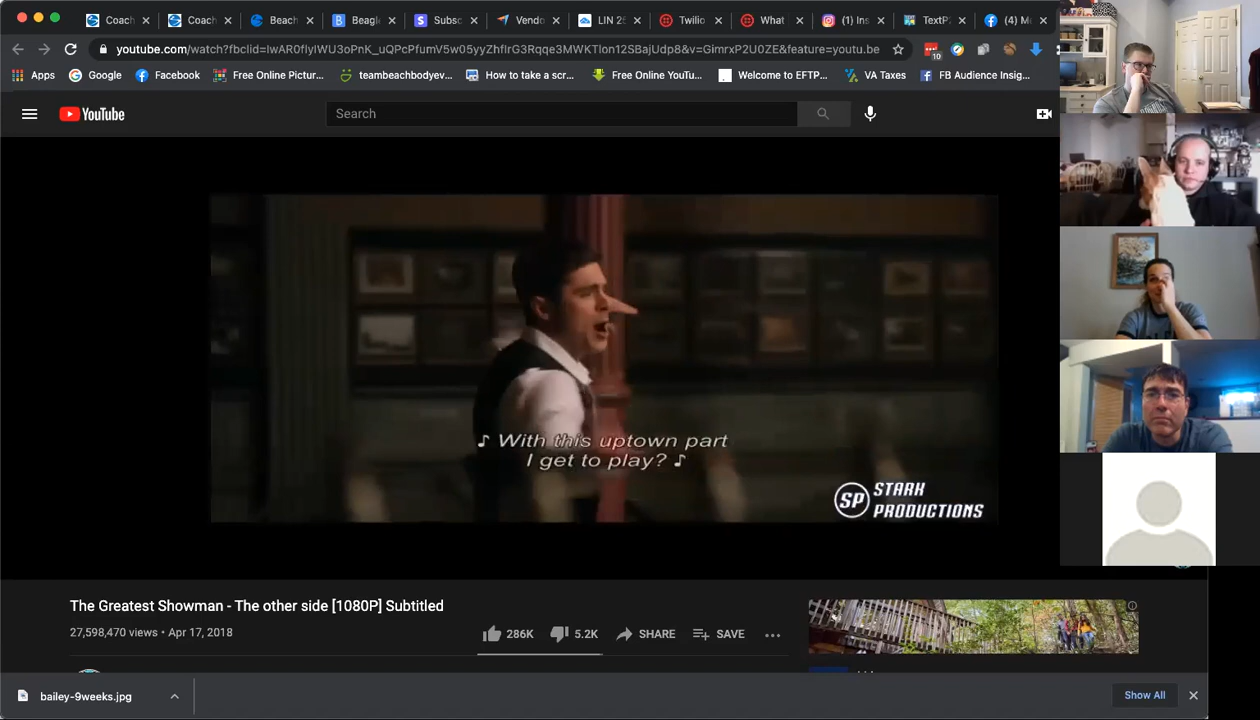 Coach
Coach
Beach
Beagle
Subsc
Vendo
LIN 25
Twilio
What
(1) Ins
TextP
(4) Me
youtube.com/watch?fbclid=IwAR0fIyIWU3oPnK_uQPcPfumV5w05yyZhfIrG3Rqqe3MWKTIon12SBajUdp8&v=GimrxP2U0ZE&feature=youtu.be
10
Apps
Google
Facebook
Free Online Pictur...
teambeachbodyev...
How to take a scr...
Free Online YouTu...
Welcome to EFTP...
VA Taxes
FB Audience Insig...
YouTube
Search
♪ With this uptown part
I get to play? ♪
SP STARK
PRODUCTIONS
The Greatest Showman - The other side [1080P] Subtitled
27,598,470 views • Apr 17, 2018
286K
5.2K
SHARE
SAVE
bailey-9weeks.jpg
Show All